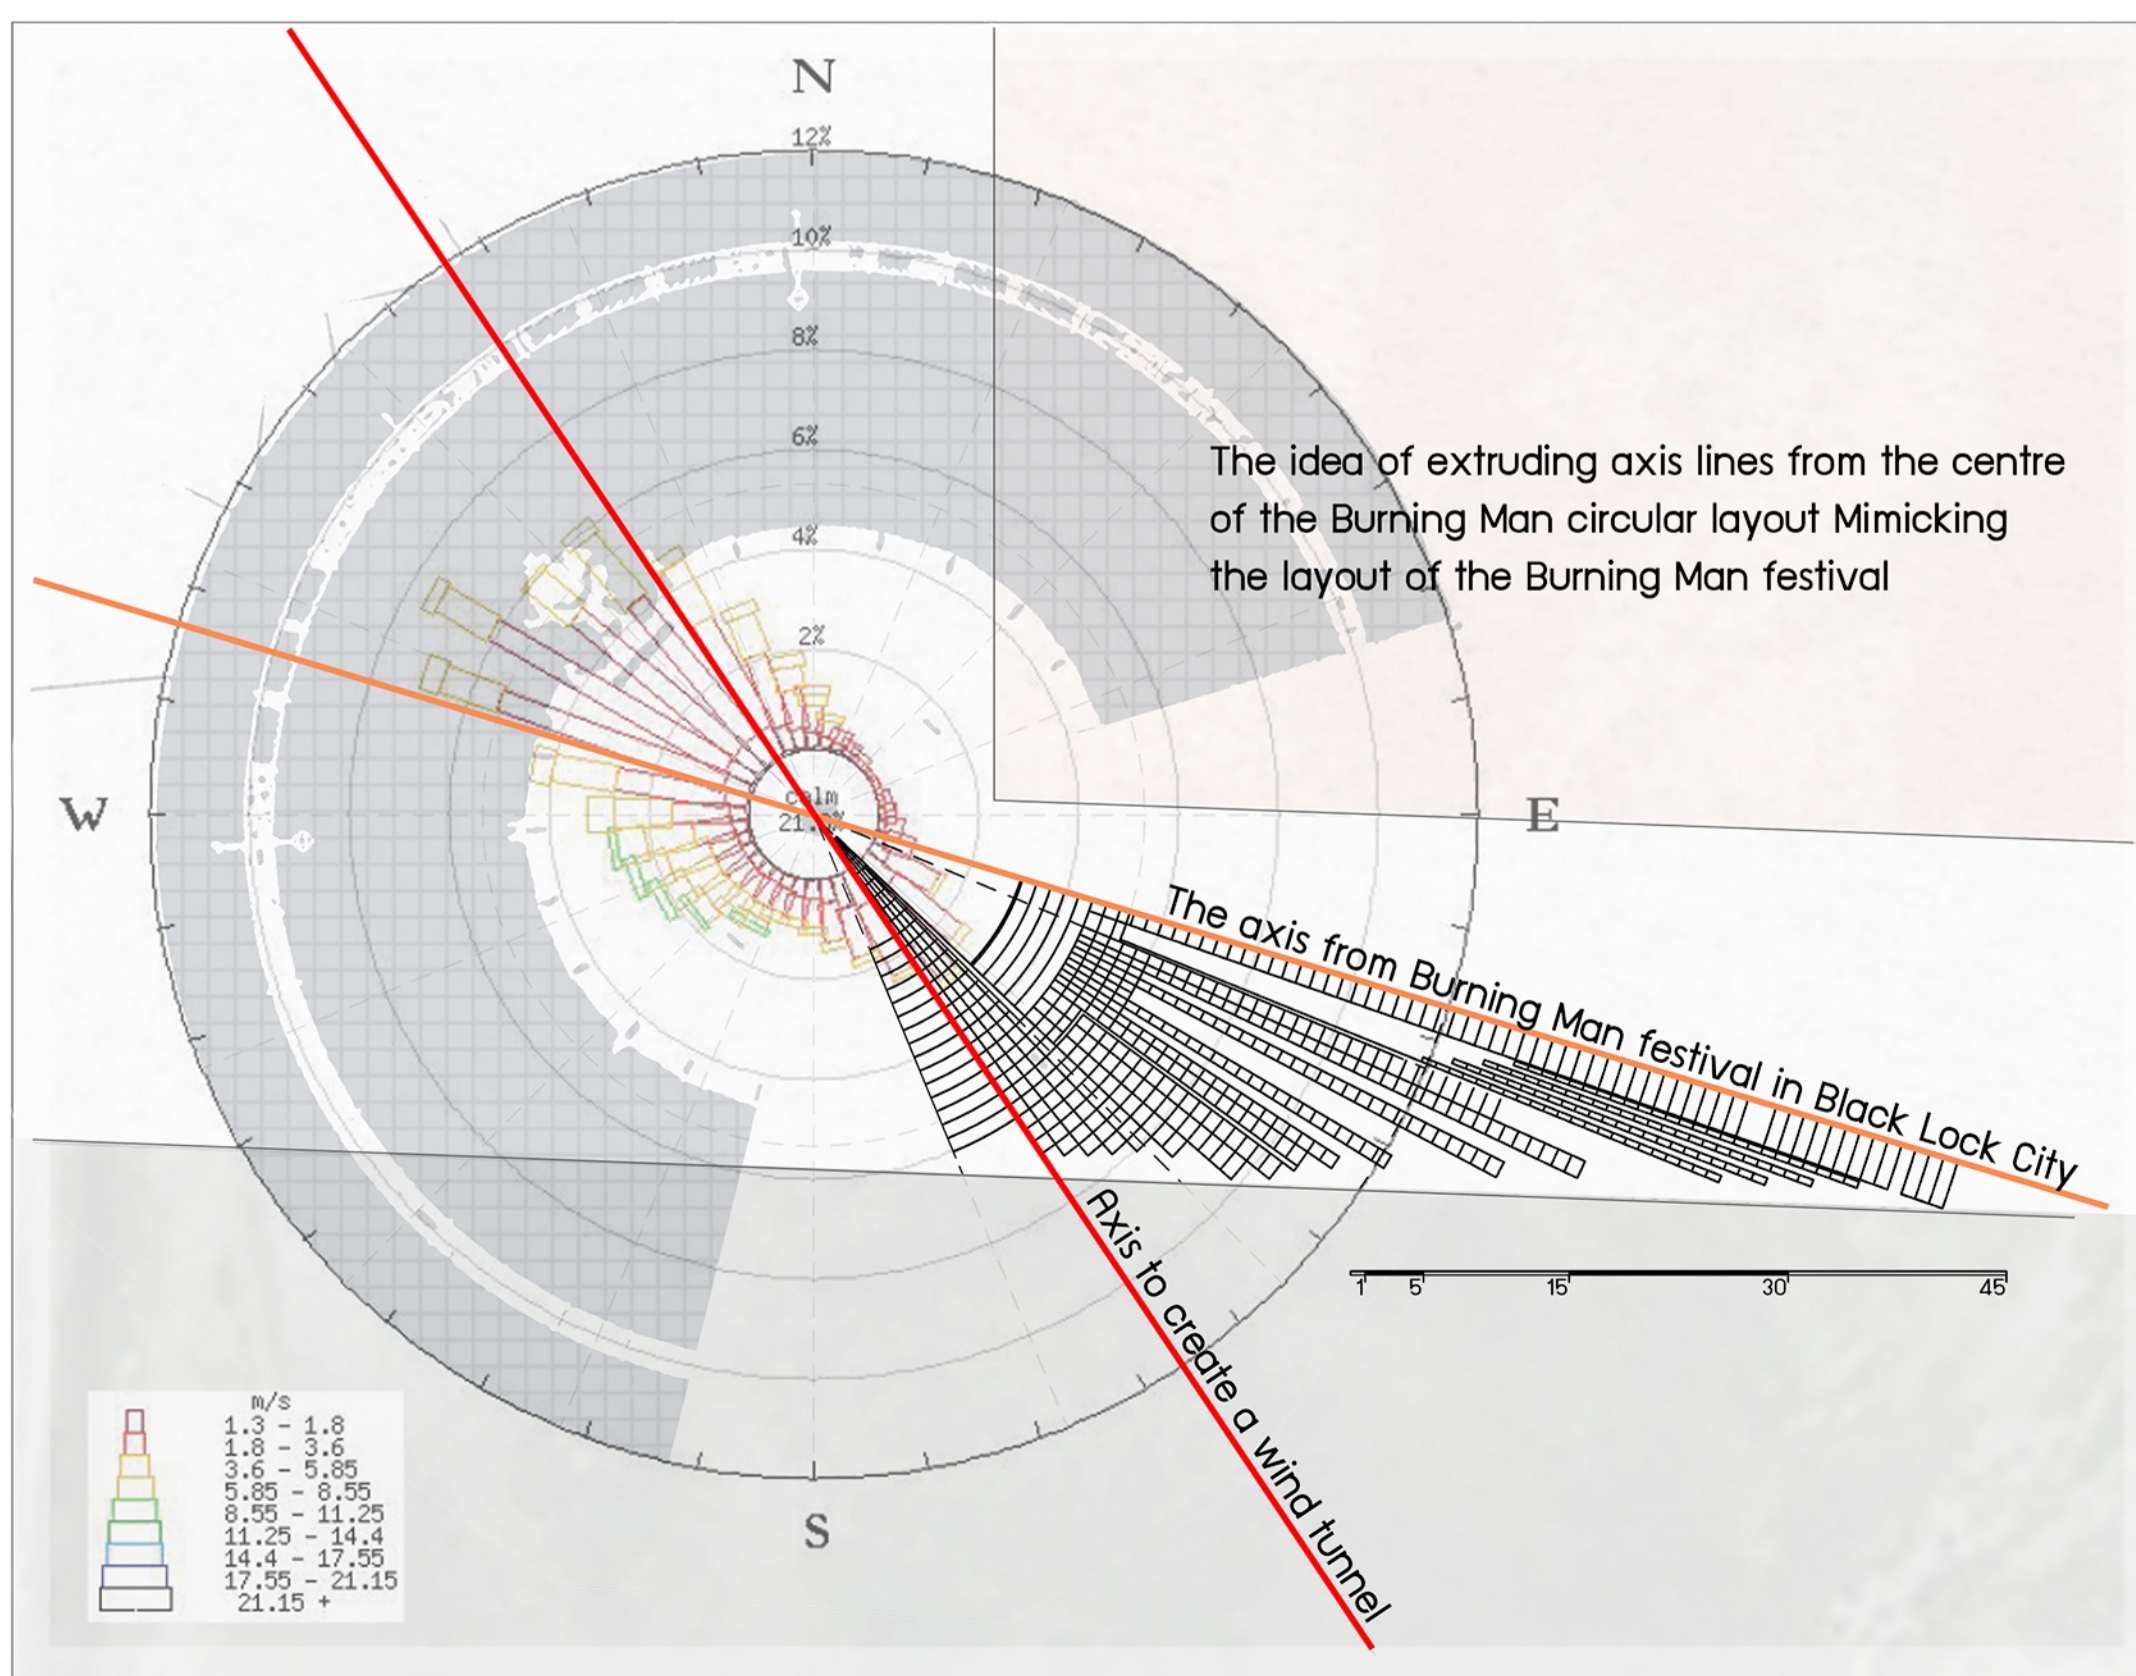 N
12%
10%
8%
6%
4%
2%
The idea of extruding axis lines from the centre
of the Burning Man circular layout Mimicking
the layout of the Burning Man festival
W
calm
E
The axis from Burning Man festival in Black Lock City
Axis to create a wind tunnel
1' 5' 15' 30' 45'
S
m/s
1.3 - 1.8
1.8 - 3.6
3.6 - 5.85
5.85 - 8.55
8.55 - 11.25
11.25 - 14.4
14.4 - 17.55
17.55 - 21.15
21.15 +